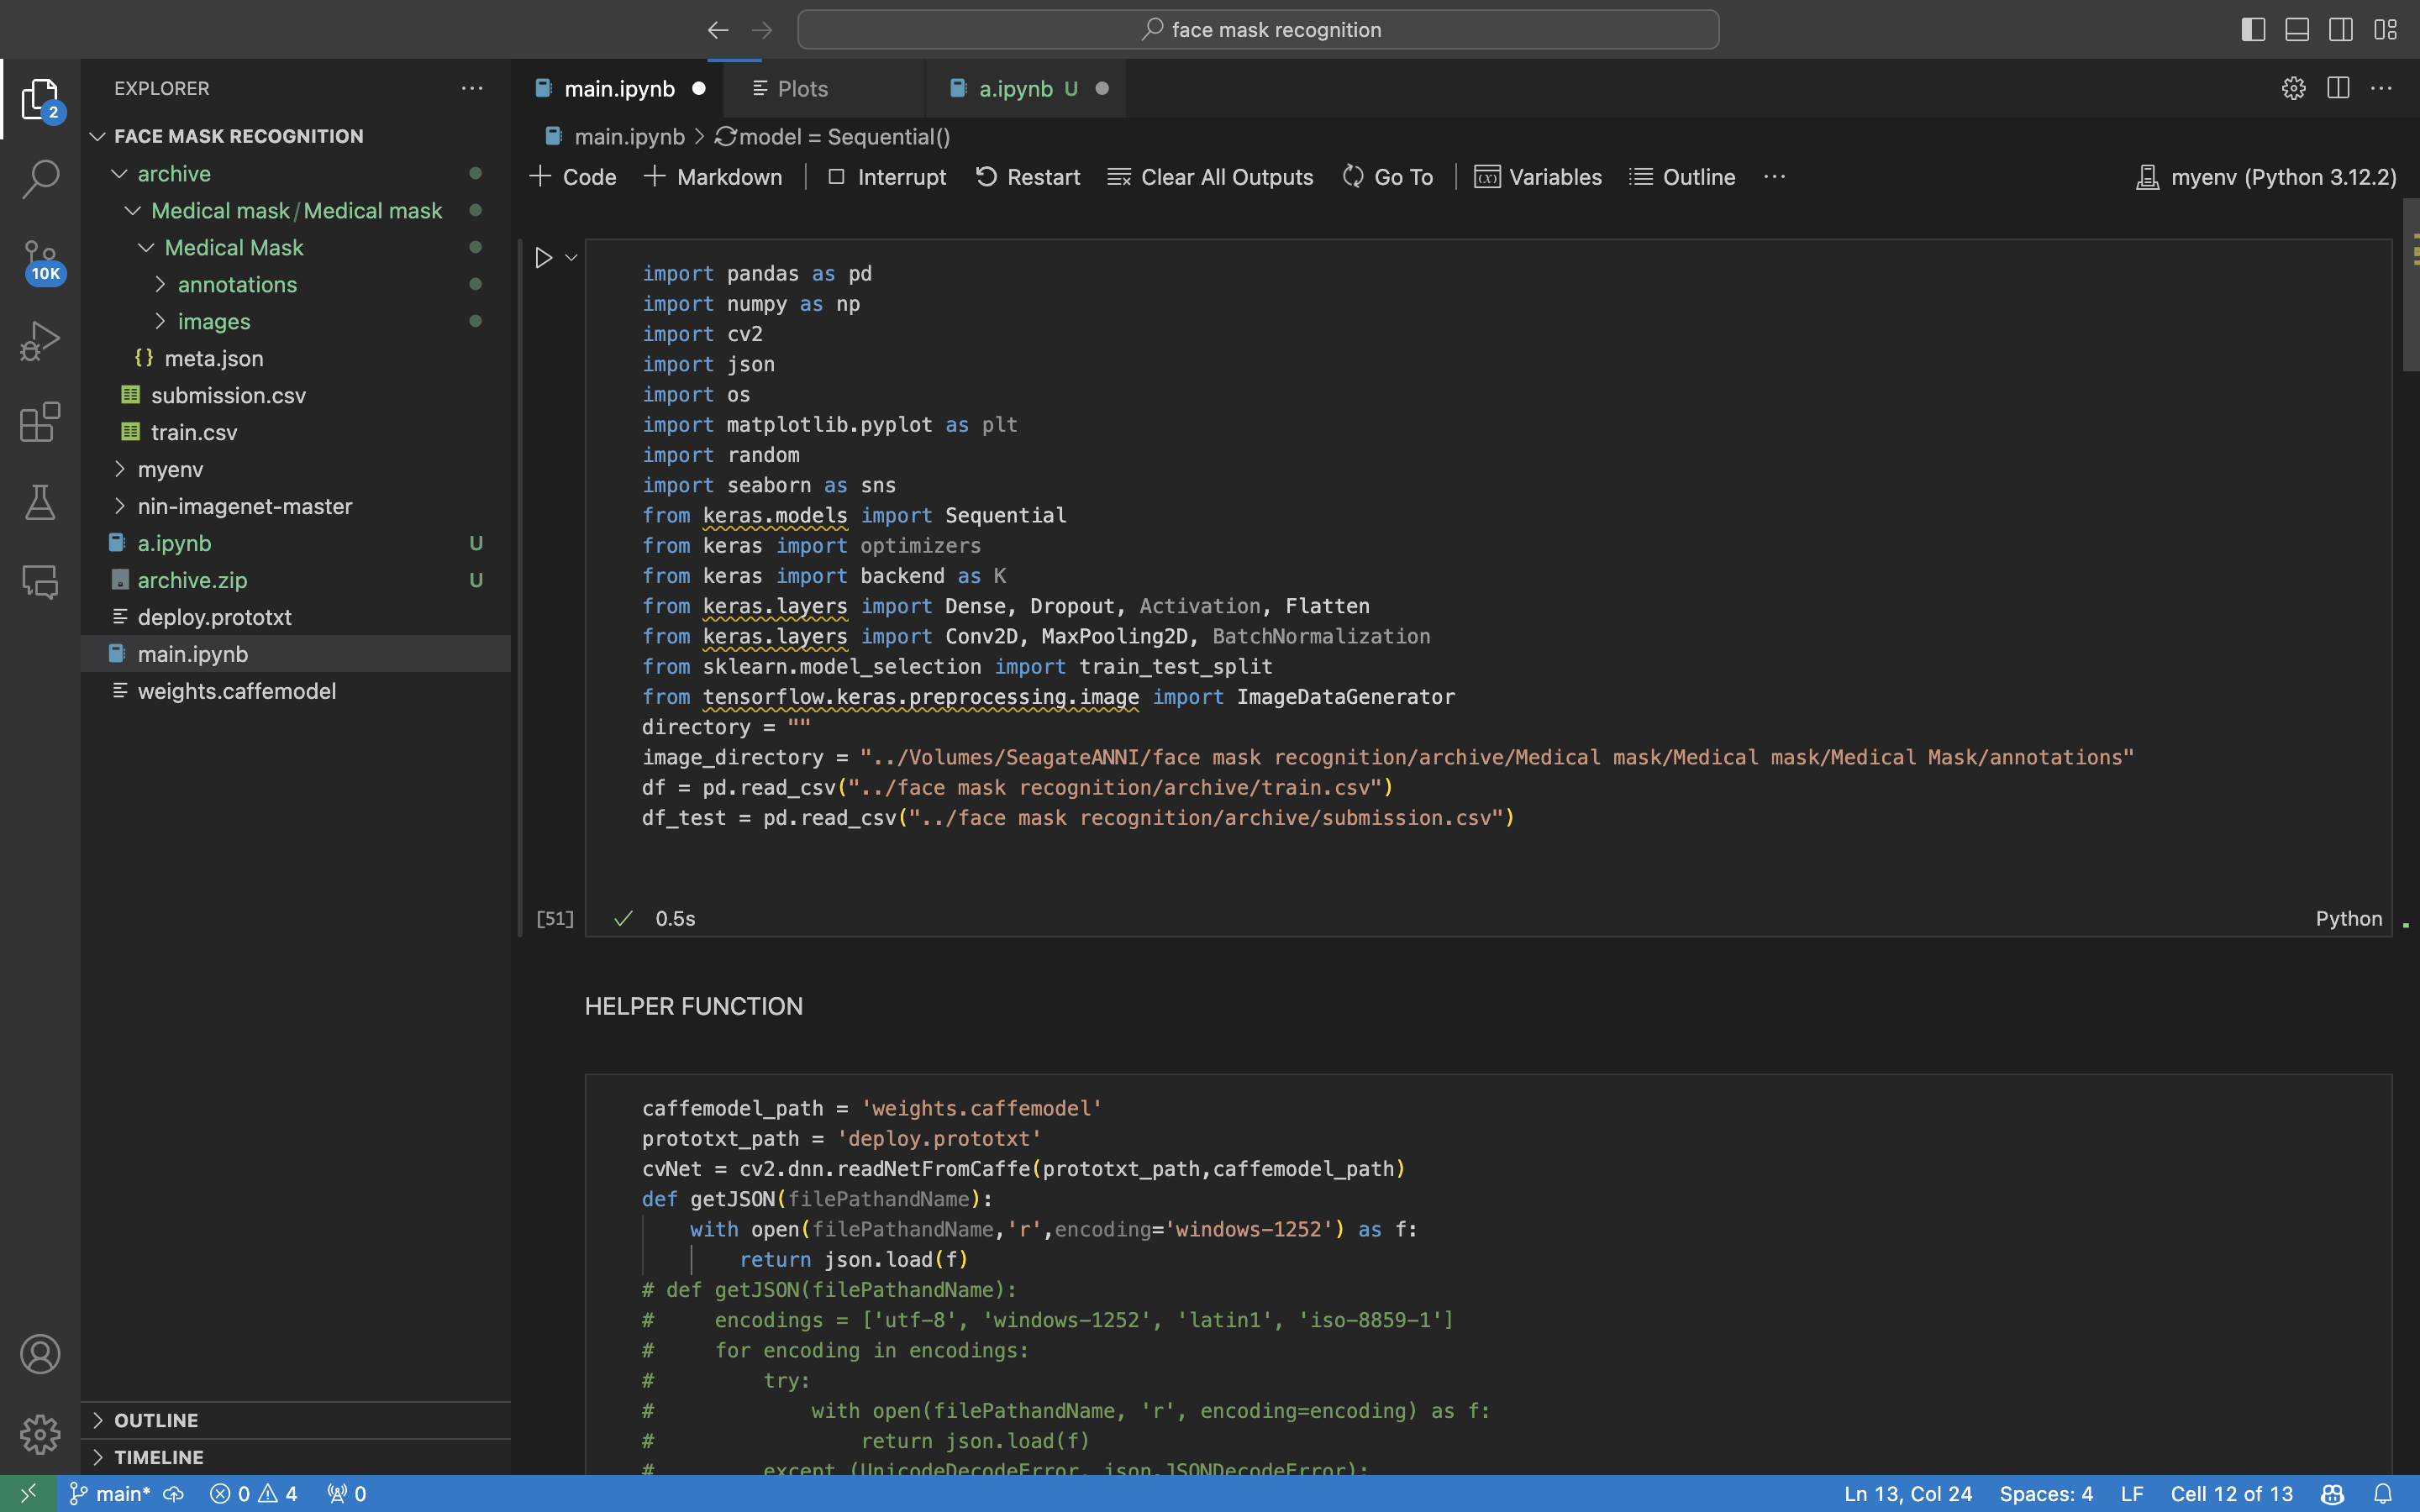 face mask recognition
EXPLORER
FACE MASK RECOGNITION
archive
Medical mask/Medical mask
Medical Mask
annotations
images
{} meta.json
submission.csv
train.csv
myenv
nin-imagenet-master
a.ipynb U
archive.zip U
deploy.prototxt
main.ipynb
weights.caffemodel
OUTLINE
TIMELINE
2
10K
main.ipynb
Plots
a.ipynb U
main.ipynb > model = Sequential()
+ Code + Markdown Interrupt Restart Clear All Outputs Go To Variables Outline ... myenv (Python 3.12.2)
import pandas as pd
import numpy as np
import cv2
import json
import os
import matplotlib.pyplot as plt
import random
import seaborn as sns
from keras.models import Sequential
from keras import optimizers
from keras import backend as K
from keras.layers import Dense, Dropout, Activation, Flatten
from keras.layers import Conv2D, MaxPooling2D, BatchNormalization
from sklearn.model_selection import train_test_split
from tensorflow.keras.preprocessing.image import ImageDataGenerator
directory = ""
image_directory = "../Volumes/SeagateANNI/face mask recognition/archive/Medical mask/Medical mask/Medical Mask/annotations"
df = pd.read_csv("../face mask recognition/archive/train.csv")
df_test = pd.read_csv("../face mask recognition/archive/submission.csv")
[51] ✓ 0.5s Python
HELPER FUNCTION
caffemodel_path = 'weights.caffemodel'
prototxt_path = 'deploy.prototxt'
cvNet = cv2.dnn.readNetFromCaffe(prototxt_path,caffemodel_path)
def getJSON(filePathandName):
    with open(filePathandName,'r',encoding='windows-1252') as f:
        return json.load(f)
# def getJSON(filePathandName):
#     encodings = ['utf-8', 'windows-1252', 'latin1', 'iso-8859-1']
#     for encoding in encodings:
#         try:
#             with open(filePathandName, 'r', encoding=encoding) as f:
#                 return json.load(f)
#         except (UnicodeDecodeError, json.JSONDecodeError):
main* 0 4 0 Ln 13, Col 24 Spaces: 4 LF Cell 12 of 13